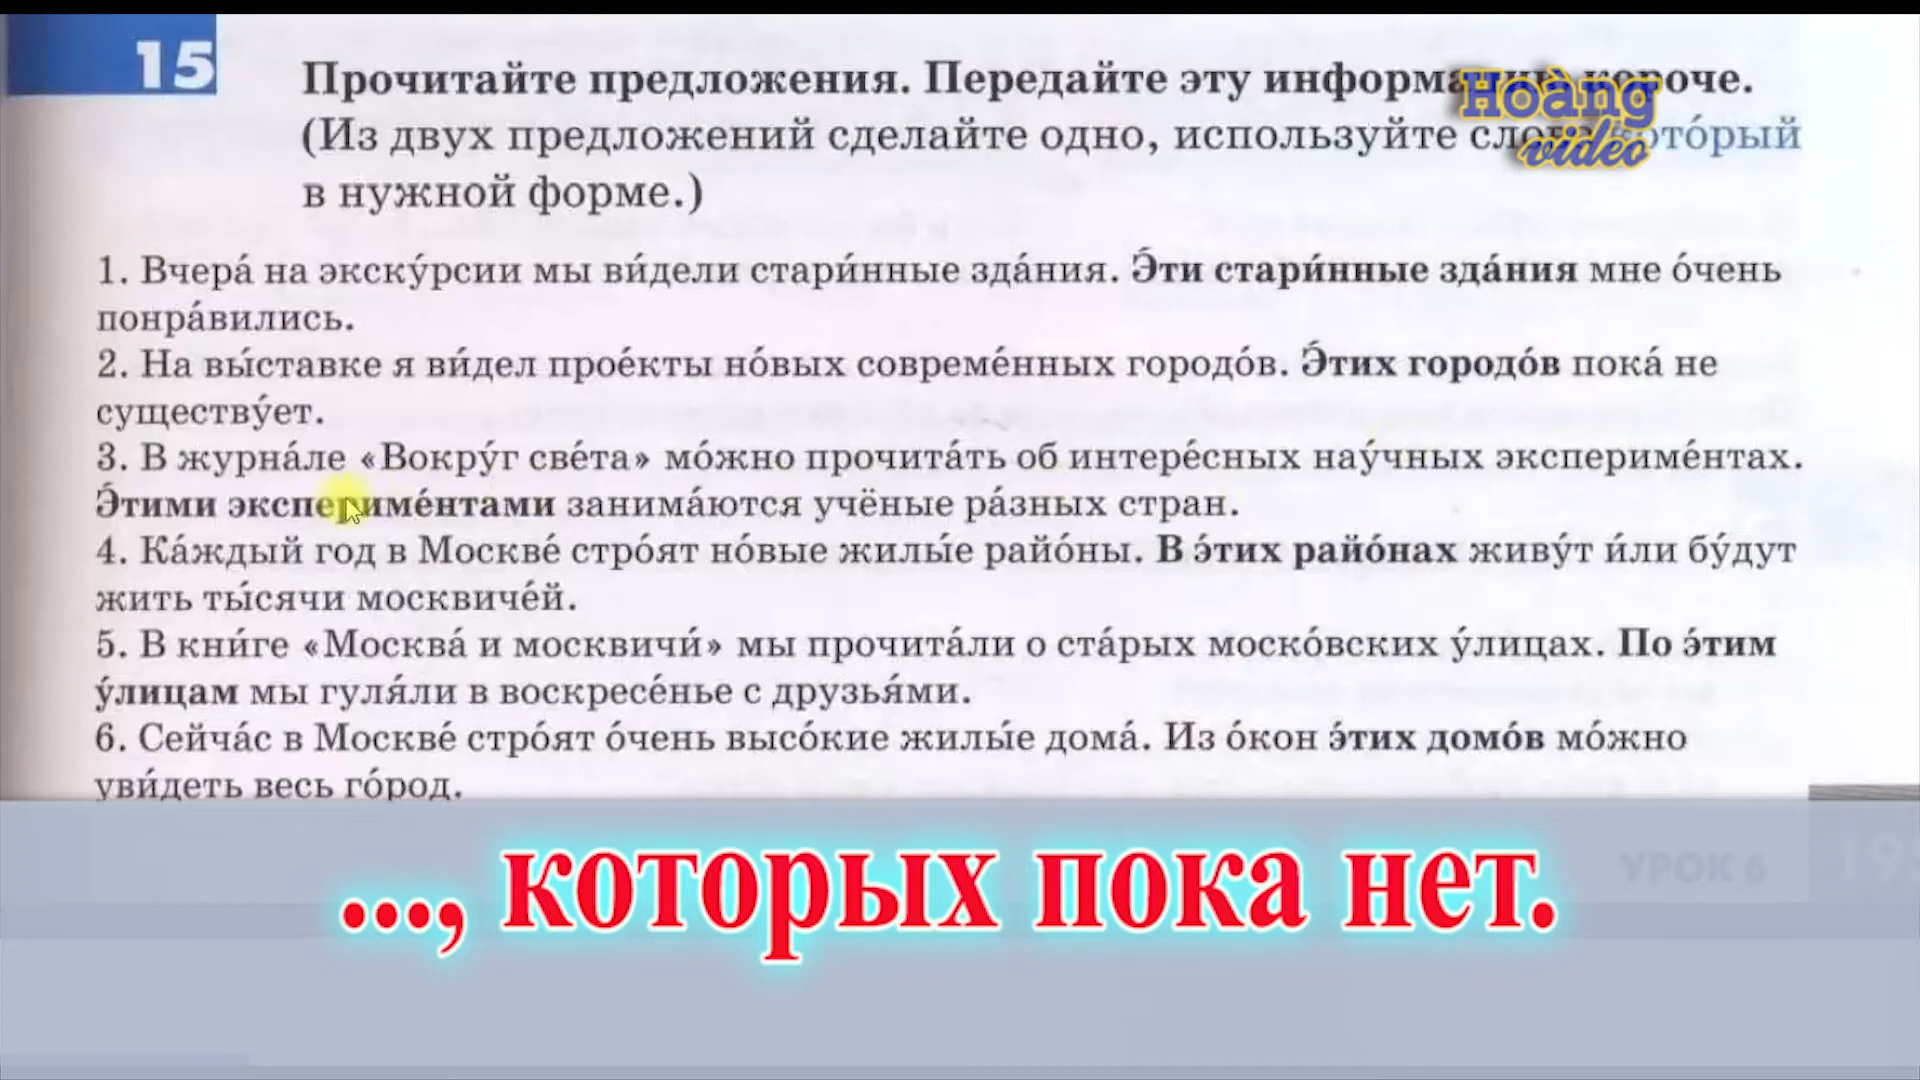 15
Прочитайте предложения. Передайте эту короче.
(Из двух предложений сделайте одно, используйте кото́рый
в нужной форме.)
Hoàng
video
1. Вчера́ на экску́рсии мы ви́дели стари́нные зда́ния. Э́ти стари́нные зда́ния мне о́чень
понра́вились.
2. На вы́ставке я ви́дел прое́кты но́вых совреме́нных городо́в. Э́тих городо́в пока́ не
существу́ет.
3. В журна́ле «Вокру́г све́та» мо́жно прочита́ть об интере́сных нау́чных экспериме́нтах.
Э́тими экспериме́нтами занима́ются учёные ра́зных стран.
4. Ка́ждый год в Москве́ стро́ят но́вые жилы́е райо́ны. В э́тих райо́нах живу́т и́ли бу́дут
жить ты́сячи москвиче́й.
5. В кни́ге «Москва́ и москвичи́» мы прочита́ли о ста́рых моско́вских у́лицах. По э́тим
у́лицам мы гуля́ли в воскресе́нье с друзья́ми.
6. Сейча́с в Москве́ стро́ят о́чень высо́кие жилы́е дома́. Из о́кон э́тих домо́в мо́жно
уви́деть весь го́род.
..., которых пока нет.
УРОК 6